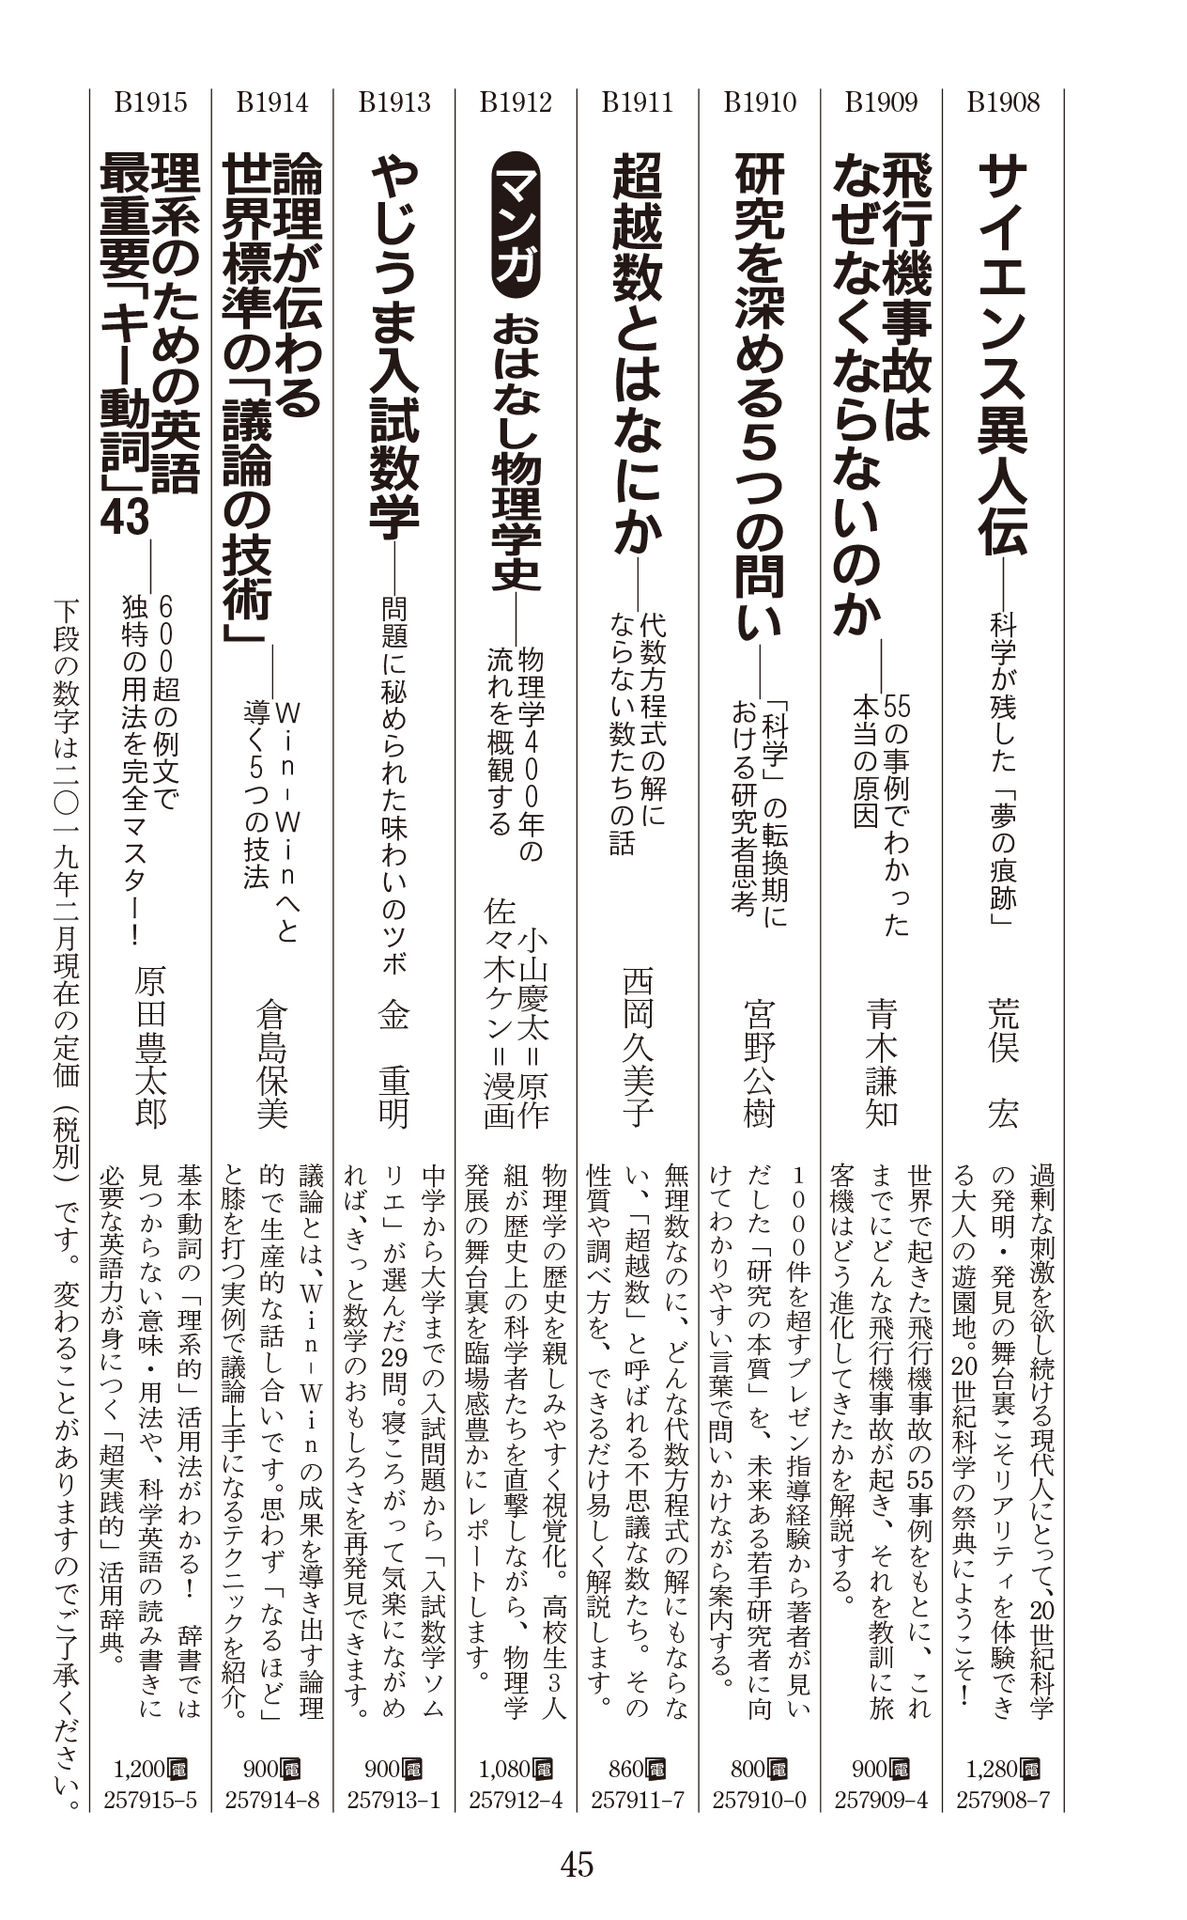 B1908
サイエンス異人伝
科学が残した「夢の痕跡」
荒俣 宏
過剰な刺激を欲し続ける現代人にとって、20世紀科学
の発明・発見の舞台裏こそリアリティを体験でき
る大人の遊園地。20世紀科学の祭典にようこそ！
1,280電
257908-7
B1909
飛行機事故は
なぜなくならないのか
55の事例でわかった
本当の原因
青木謙知
世界で起きた飛行機事故の55事例をもとに、これ
までにどんな飛行機事故が起き、それを教訓に旅
客機はどう進化してきたかを解説する。
900電
257909-4
B1910
研究を深める5つの問い
「科学」の転換期に
おける研究者思考
宮野公樹
1000件を超すプレゼン指導経験から著者が見い
だした「研究の本質」を、未来ある若手研究者に向
けてわかりやすい言葉で問いかけながら案内する。
800電
257910-0
B1911
超越数とはなにか
代数方程式の解に
ならない数たちの話
西岡久美子
無理数なのに、どんな代数方程式の解にもならな
い、「超越数」と呼ばれる不思議な数たち。その
性質や調べ方を、できるだけ易しく解説します。
860電
257911-7
B1912
マンガ おはなし物理学史
物理学400年の
流れを概観する
小山慶太＝原作
佐々木ケン＝漫画
物理学の歴史を親しみやすく視覚化。高校生3人
組が歴史上の科学者たちを直撃しながら、物理学
発展の舞台裏を臨場感豊かにレポートします。
1,080電
257912-4
B1913
やじうま入試数学
問題に秘められた味わいのツボ
金 重明
中学から大学までの入試問題から「入試数学ソム
リエ」が選んだ29問。寝ころがって気楽にながめ
れば、きっと数学のおもしろさを再発見できます。
900電
257913-1
B1914
論理が伝わる
世界標準の「議論の技術」
Win-Winへと
導く5つの技法
倉島保美
議論とは、Win-Winの成果を導き出す論理
的で生産的な話し合いです。思わず「なるほど」
と膝を打つ実例で議論上手になるテクニックを紹介。
900電
257914-8
B1915
理系のための英語
最重要「キー動詞」43
600超の例文で
独特の用法を完全マスター！
原田豊太郎
基本動詞の「理系的」活用法がわかる！ 辞書では
見つからない意味・用法や、科学英語の読み書きに
必要な英語力が身につく「超実践的」活用辞典。
1,200電
257915-5
下段の数字は二〇一九年二月現在の定価（税別）です。変わることがありますのでご了承ください。
45